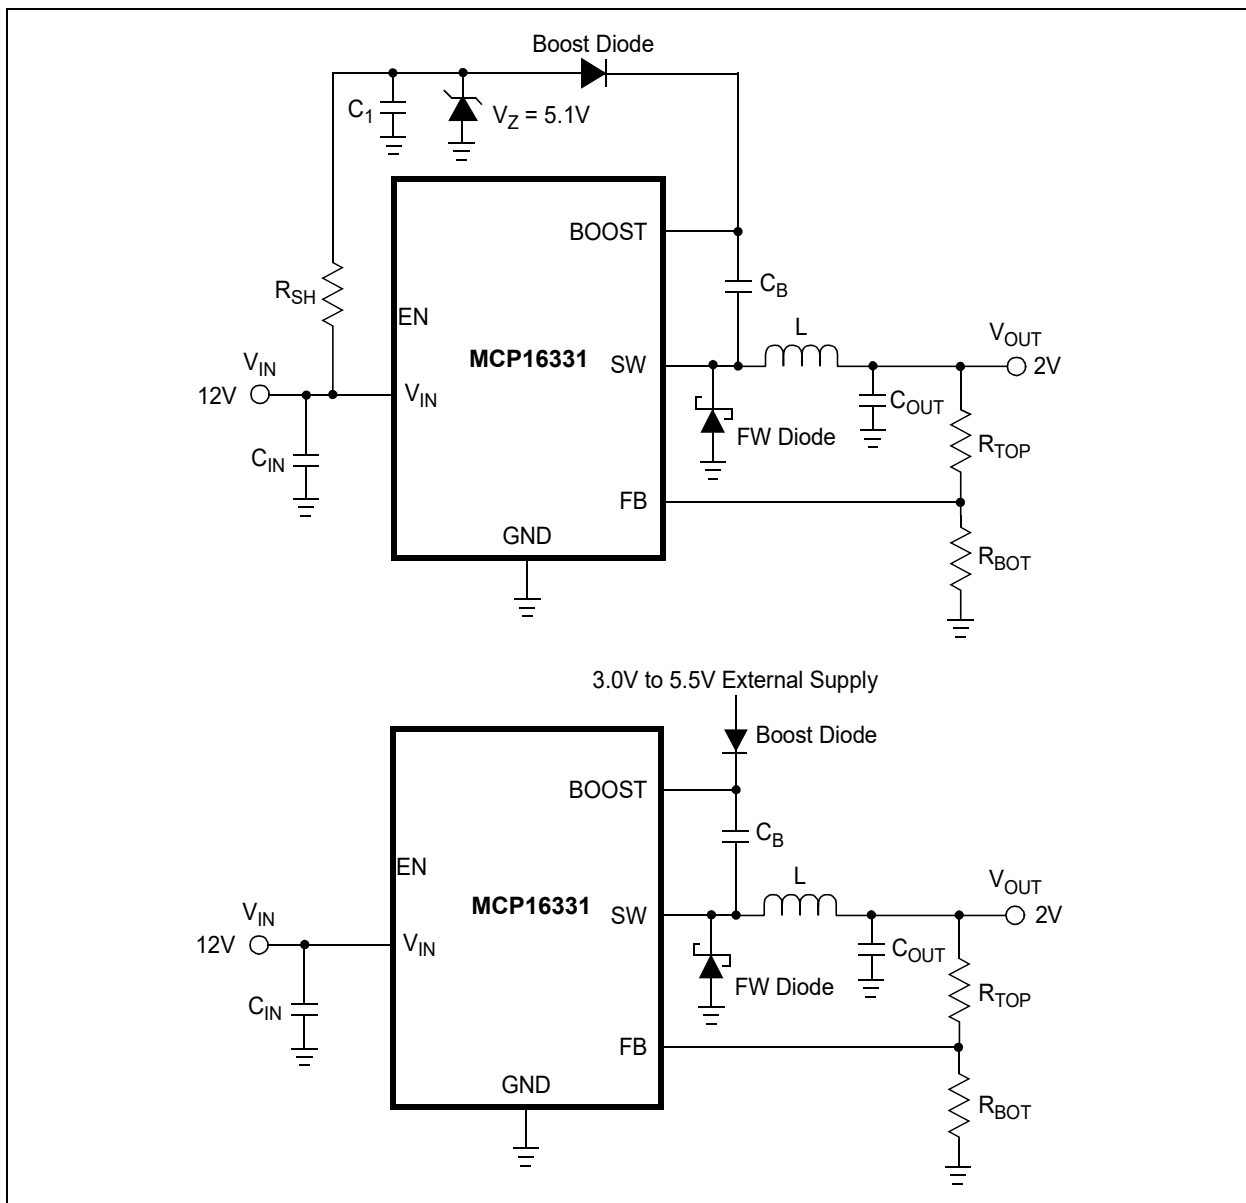 Boost Diode
C1
VZ = 5.1V
BOOST
CB
RSH
EN
L
VOUT
MCP16331
SW
2V
VIN
12V
VIN
COUT
FW Diode
RTOP
CIN
FB
GND
RBOT
3.0V to 5.5V External Supply
Boost Diode
BOOST
CB
EN
L
VOUT
MCP16331
SW
2V
VIN
12V
VIN
COUT
FW Diode
RTOP
CIN
FB
GND
RBOT